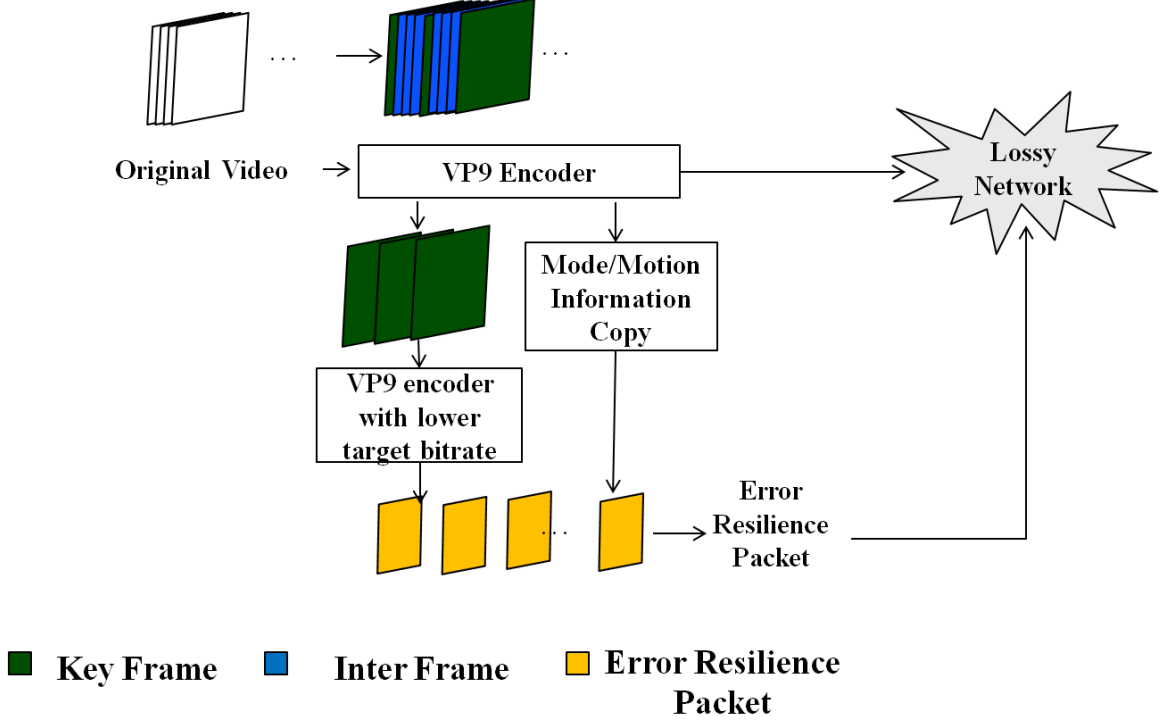 . . .
. . .
Original Video
VP9 Encoder
Lossy
Network
Mode/Motion
Information
Copy
VP9 encoder
with lower
target bitrate
. . .
Error
Resilience
Packet
Key Frame
Inter Frame
Error Resilience
Packet